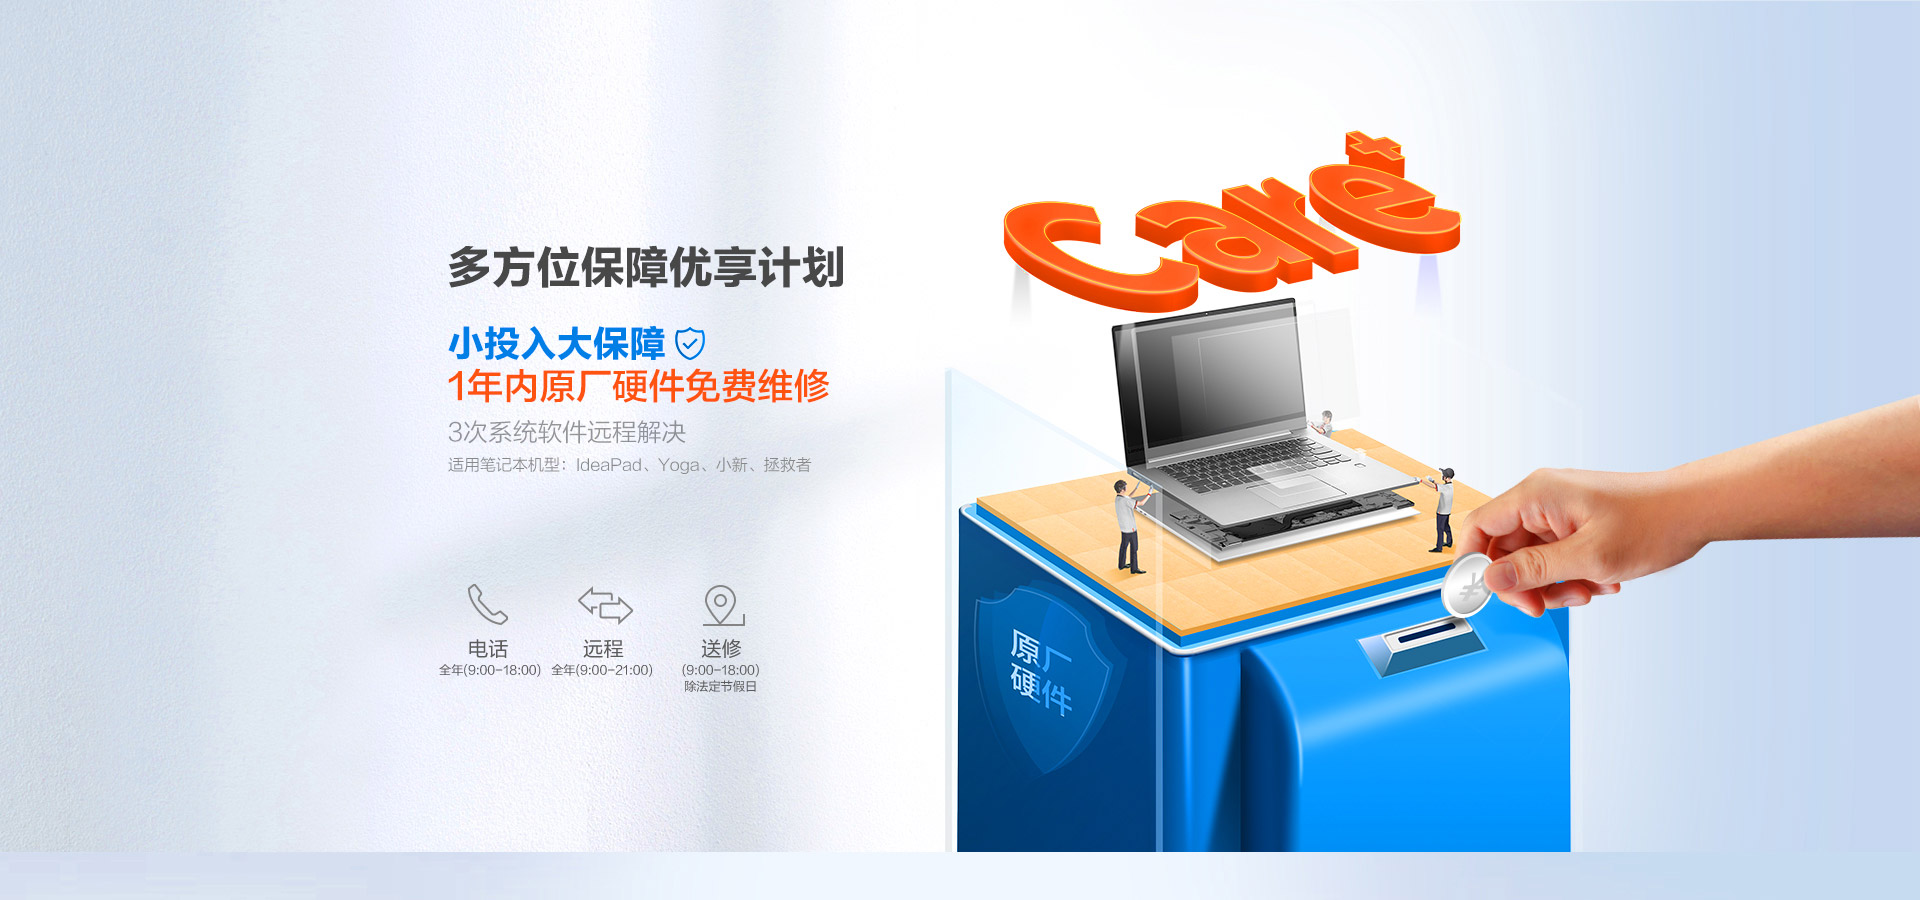 Care+
多方位保障优享计划
小投入大保障
1年内原厂硬件免费维修
3次系统软件远程解决
适用笔记本机型：IdeaPad、Yoga、小新、拯救者
原厂
硬件
电话
全年(9:00-18:00)
远程
全年(9:00-21:00)
送修
(9:00-18:00)
除法定节假日
¥